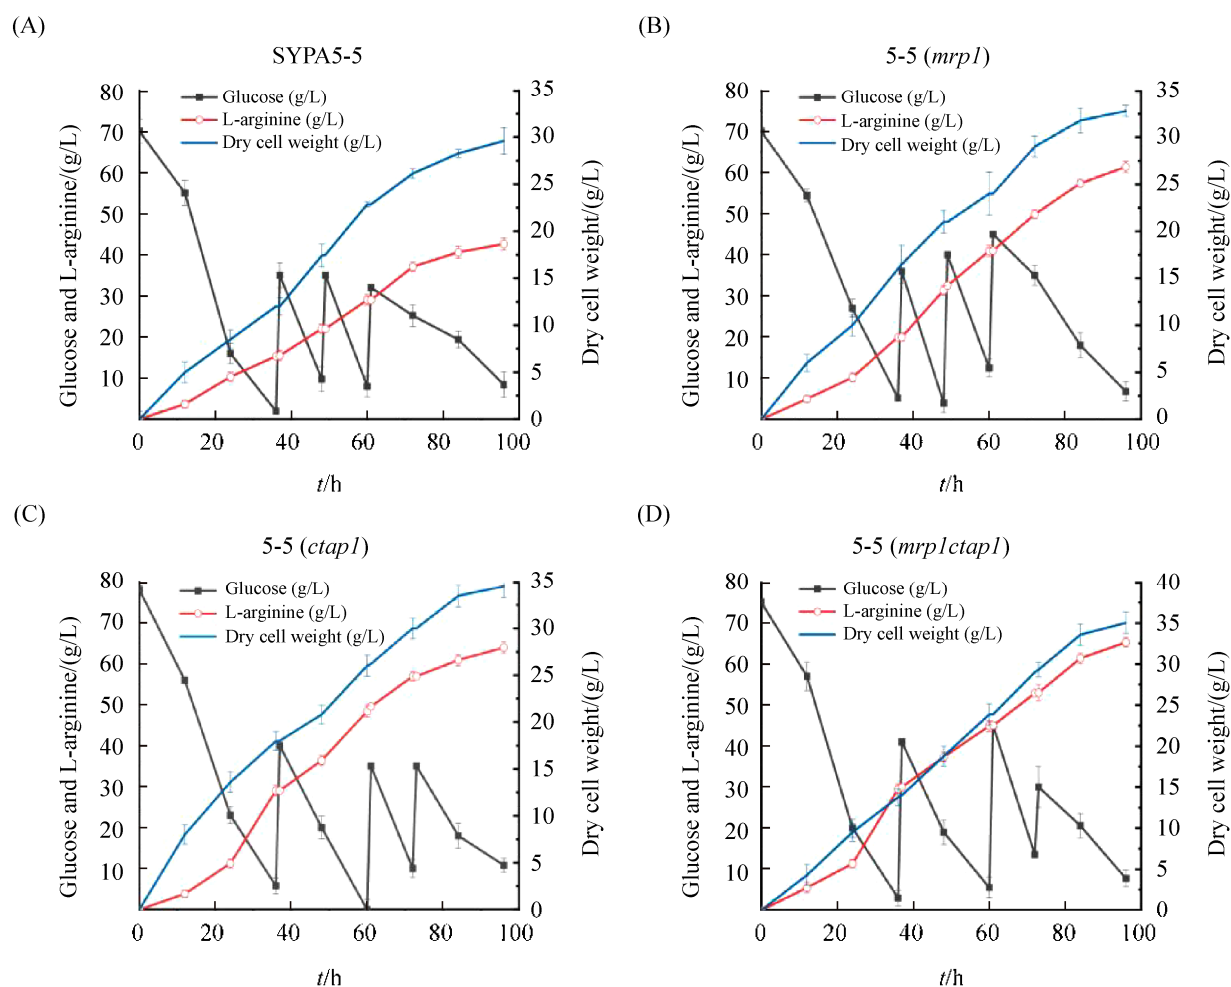 (A)
SYPA5-5
Glucose (g/L)
L-arginine (g/L)
Dry cell weight (g/L)
Glucose and L-arginine/(g/L)
80
70
60
50
40
30
20
10
Dry cell weight/(g/L)
35
30
25
20
15
10
5
0
0 20 40 60 80 100
t/h
(B)
5-5 (mrp1)
Glucose (g/L)
L-arginine (g/L)
Dry cell weight (g/L)
Glucose and L-arginine/(g/L)
80
70
60
50
40
30
20
10
Dry cell weight/(g/L)
35
30
25
20
15
10
5
0
0 20 40 60 80 100
t/h
(C)
5-5 (ctap1)
Glucose (g/L)
L-arginine (g/L)
Dry cell weight (g/L)
Glucose and L-arginine/(g/L)
80
70
60
50
40
30
20
10
Dry cell weight/(g/L)
35
30
25
20
15
10
5
0
0 20 40 60 80 100
t/h
(D)
5-5 (mrp1ctap1)
Glucose (g/L)
L-arginine (g/L)
Dry cell weight (g/L)
Glucose and L-arginine/(g/L)
80
70
60
50
40
30
20
10
Dry cell weight/(g/L)
40
35
30
25
20
15
10
5
0
0 20 40 60 80 100
t/h